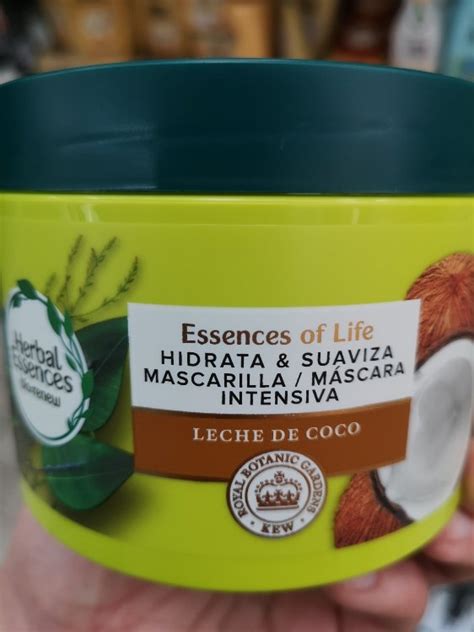 Herbal
Essences
bio:renew
Essences of Life
HIDRATA & SUAVIZA
MASCARILLA / MÁSCARA
INTENSIVA
LECHE DE COCO
ROYAL BOTANIC GARDENS
KEW